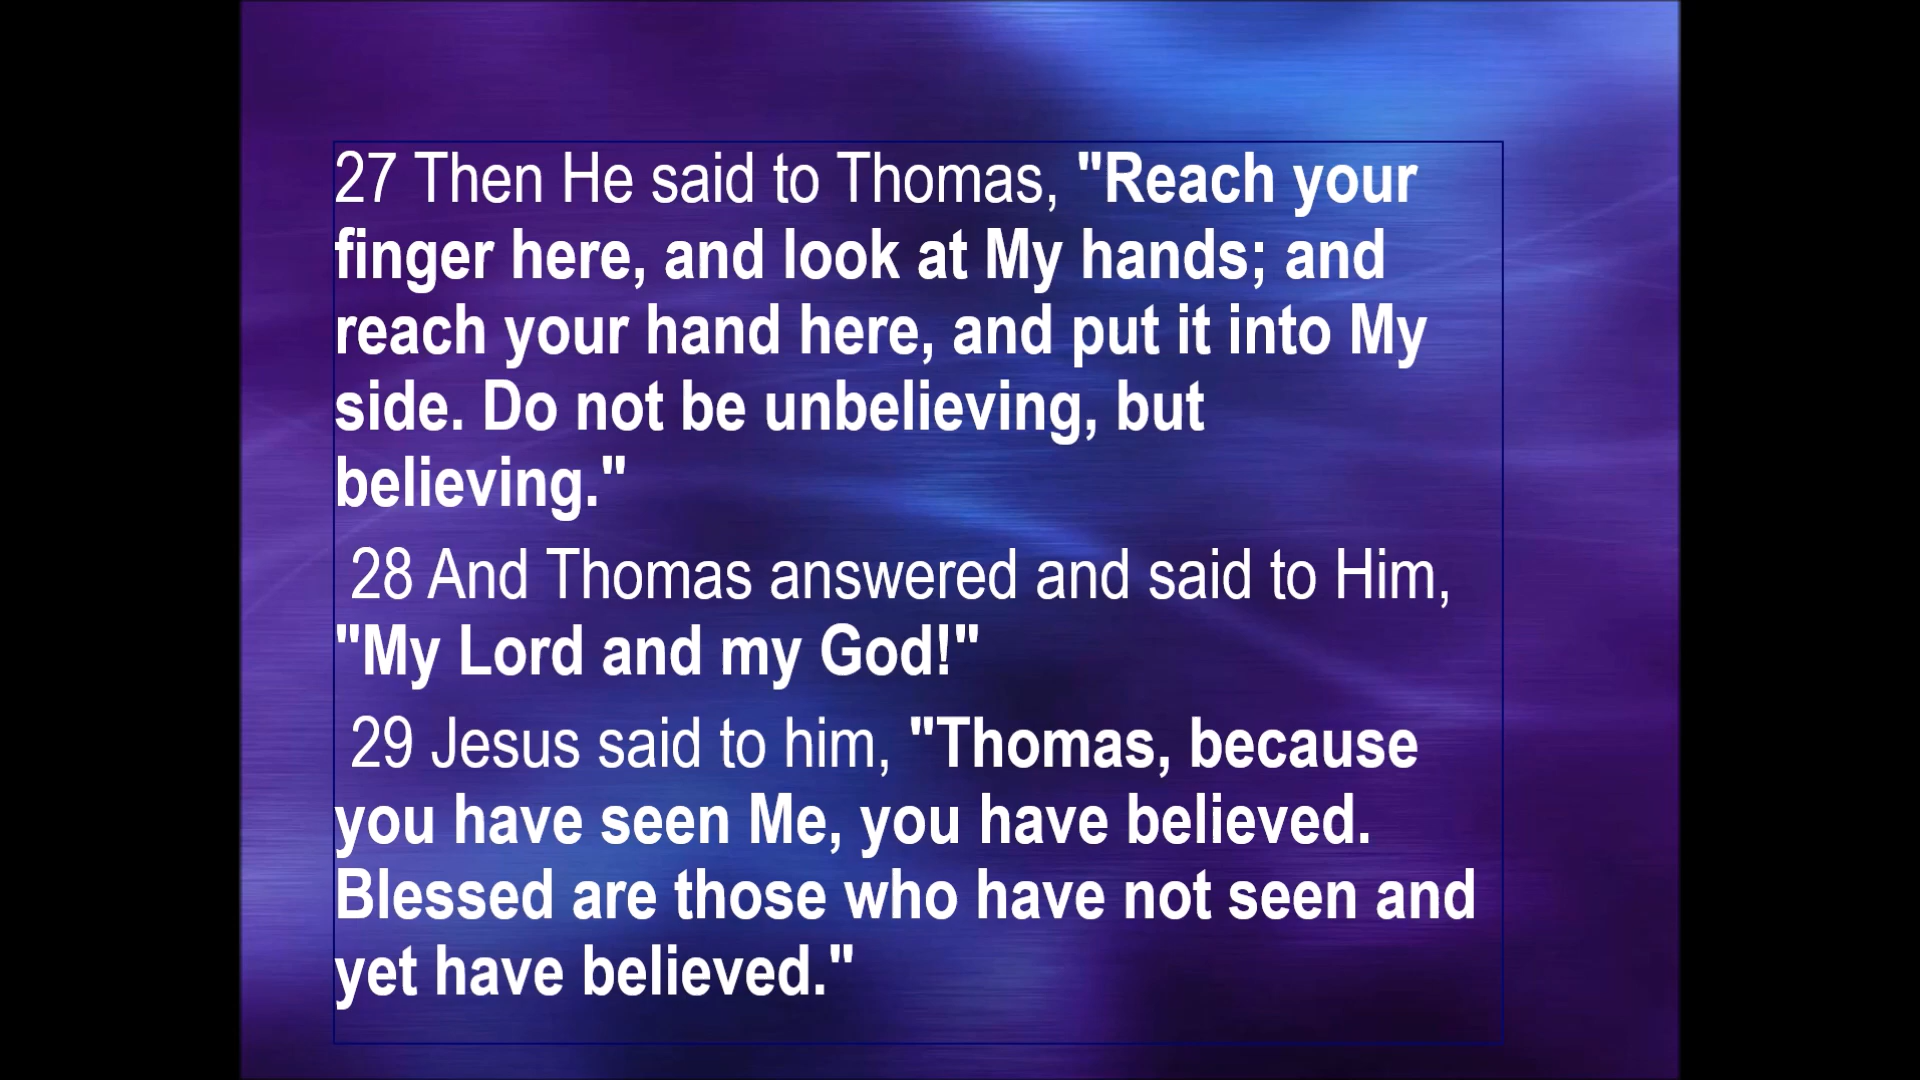 27 Then He said to Thomas, "Reach your
finger here, and look at My hands; and
reach your hand here, and put it into My
side. Do not be unbelieving, but
believing."
28 And Thomas answered and said to Him,
"My Lord and my God!"
29 Jesus said to him, "Thomas, because
you have seen Me, you have believed.
Blessed are those who have not seen and
yet have believed."